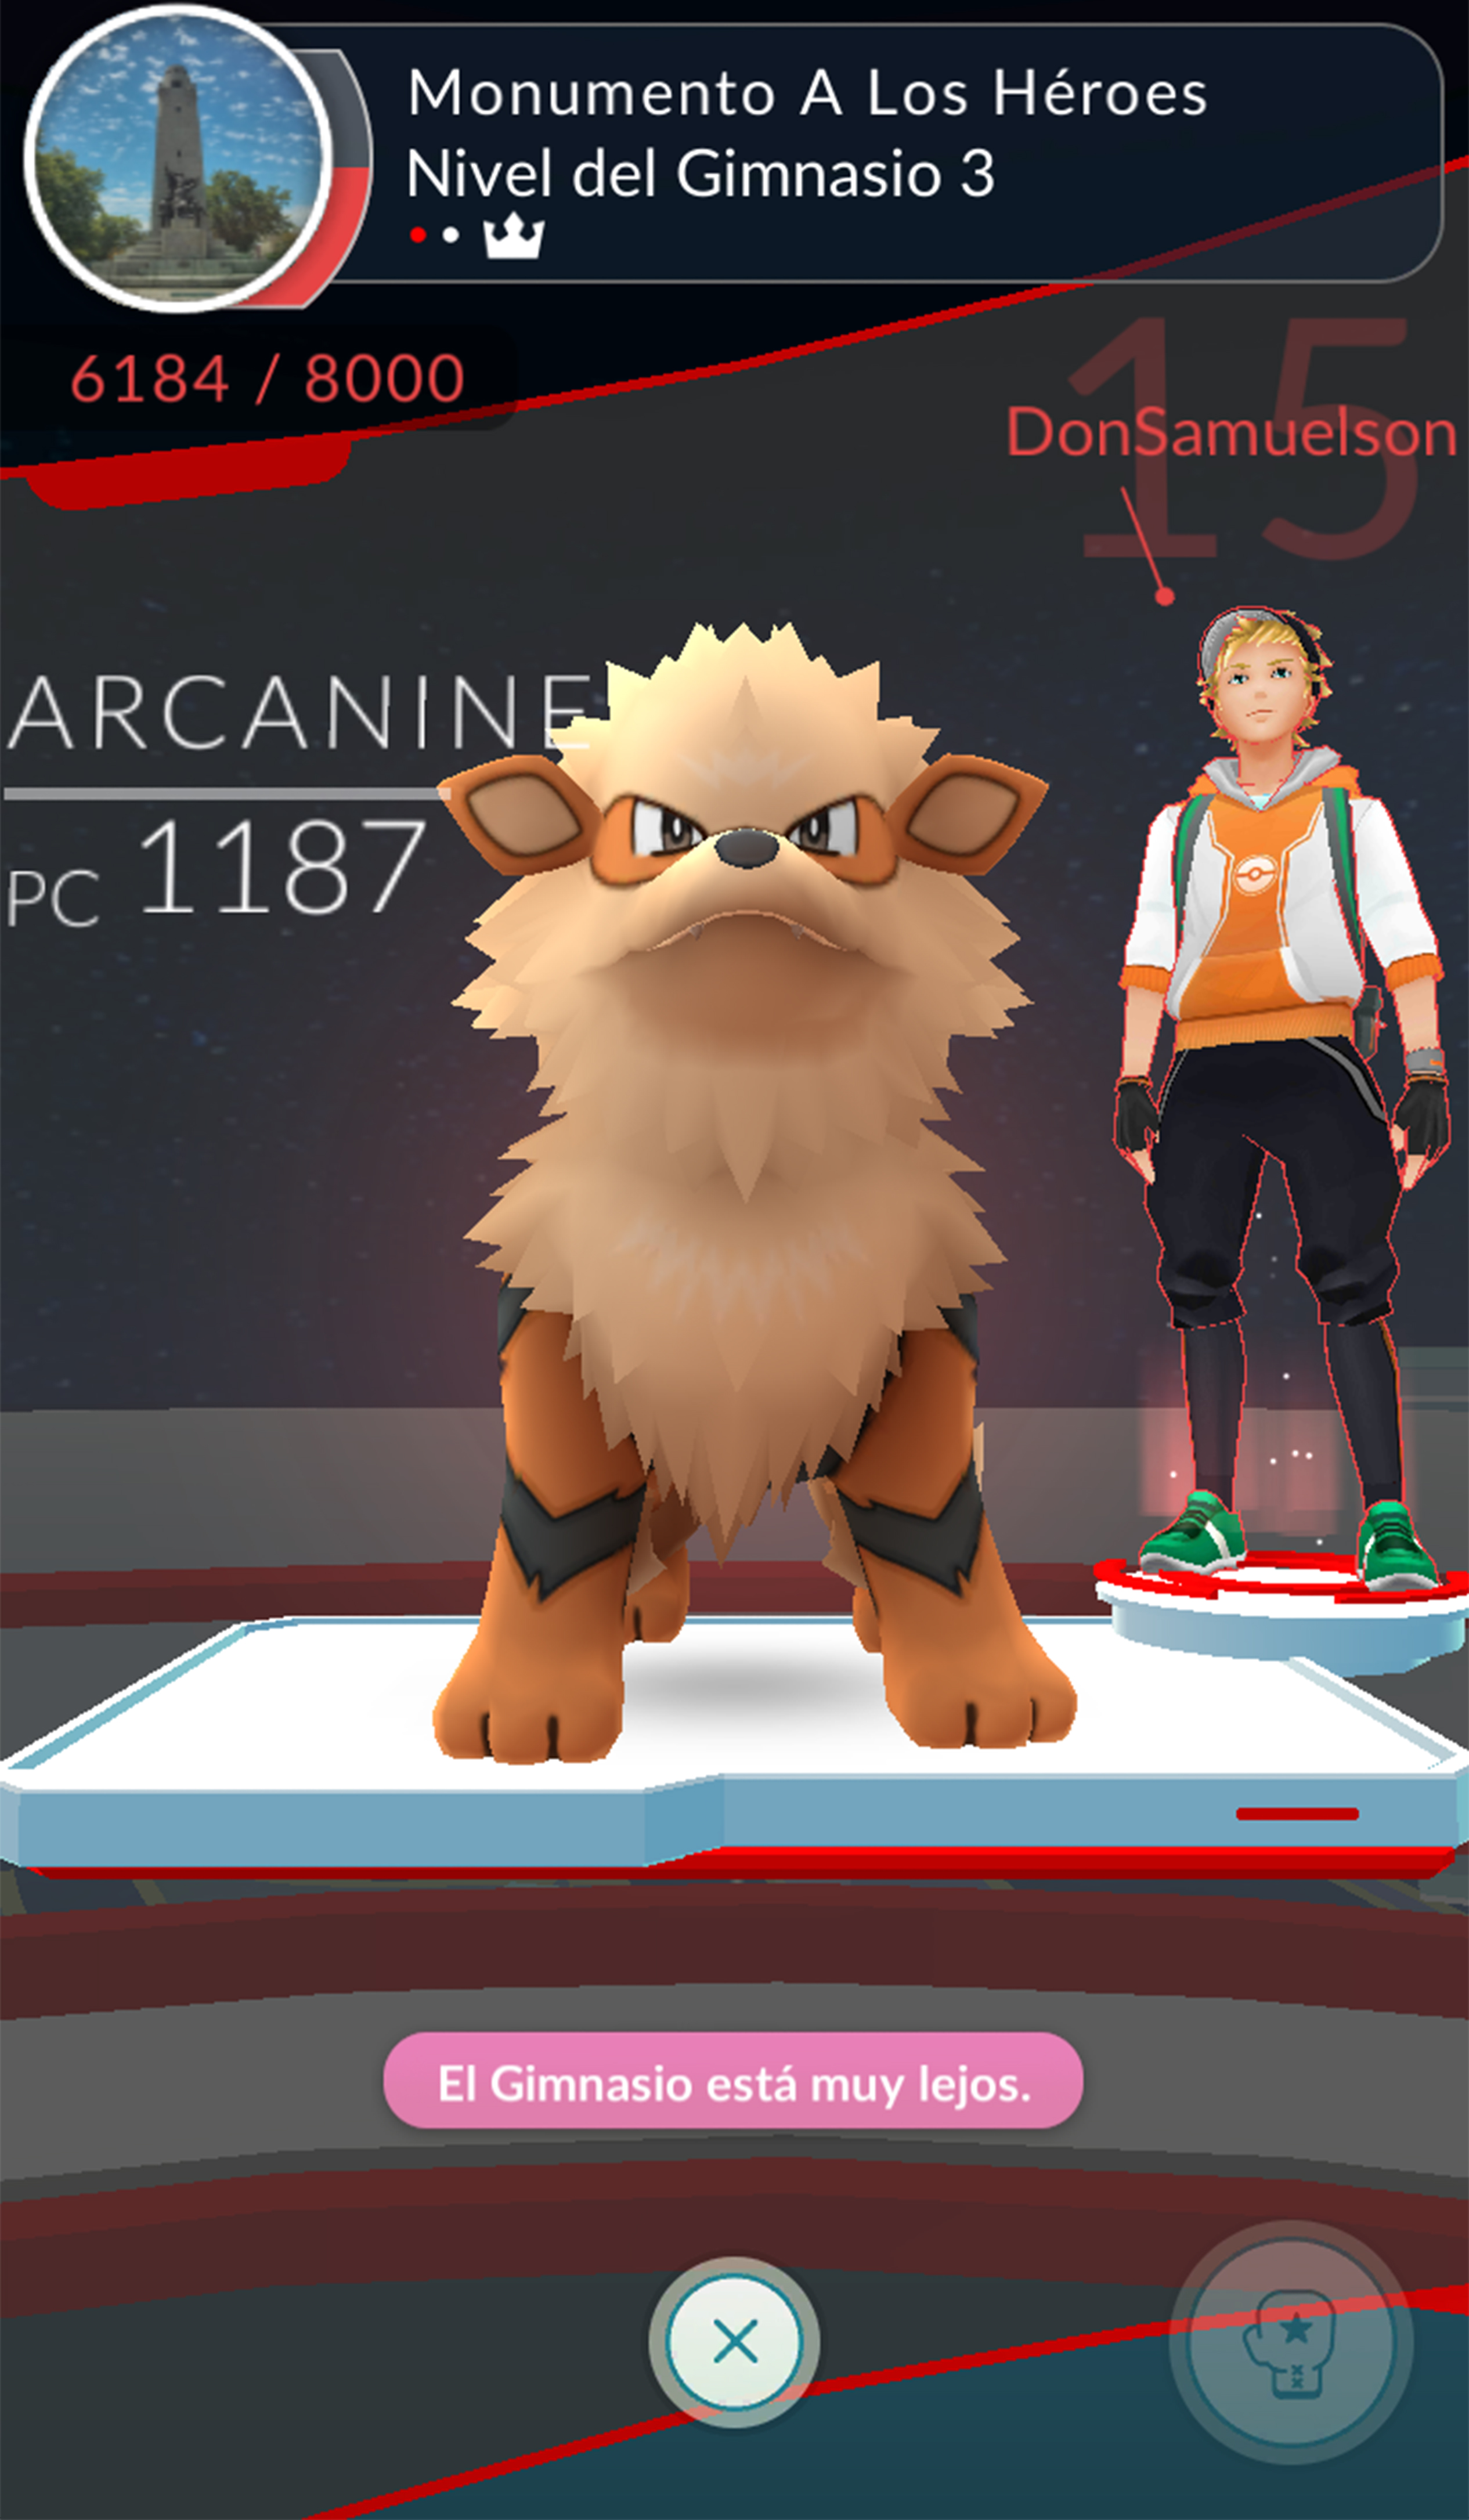 Monumento A Los Héroes
Nivel del Gimnasio 3
6184 / 8000
15
DonSamuelson
ARCANINE
PC 1187
El Gimnasio está muy lejos.